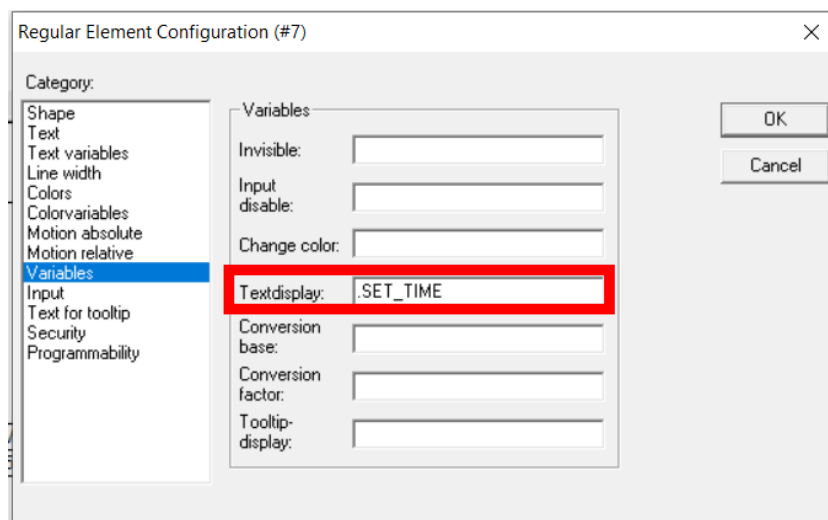 Regular Element Configuration (#7)
Category:
Shape
Text
Text variables
Line width
Colors
Colorvariables
Motion absolute
Motion relative
Variables
Input
Text for tooltip
Security
Programmability
Variables
Invisible:
Input
disable:
Change color:
Textdisplay: .SET_TIME
Conversion
base:
Conversion
factor:
Tooltip-
display:
OK
Cancel